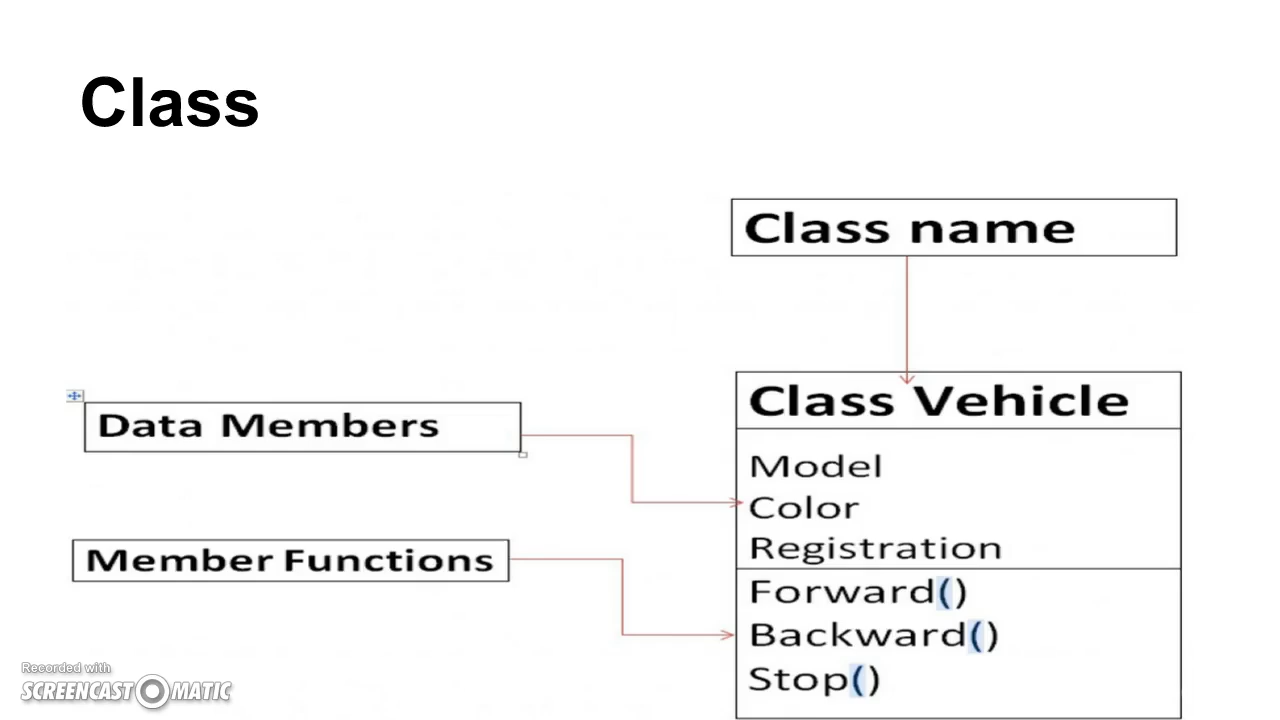 Class
Class name
Class Vehicle
Data Members
Model
Color
Registration
Member Functions
Forward()
Backward()
Stop()
Recorded with
SCREENCAST-O-MATIC